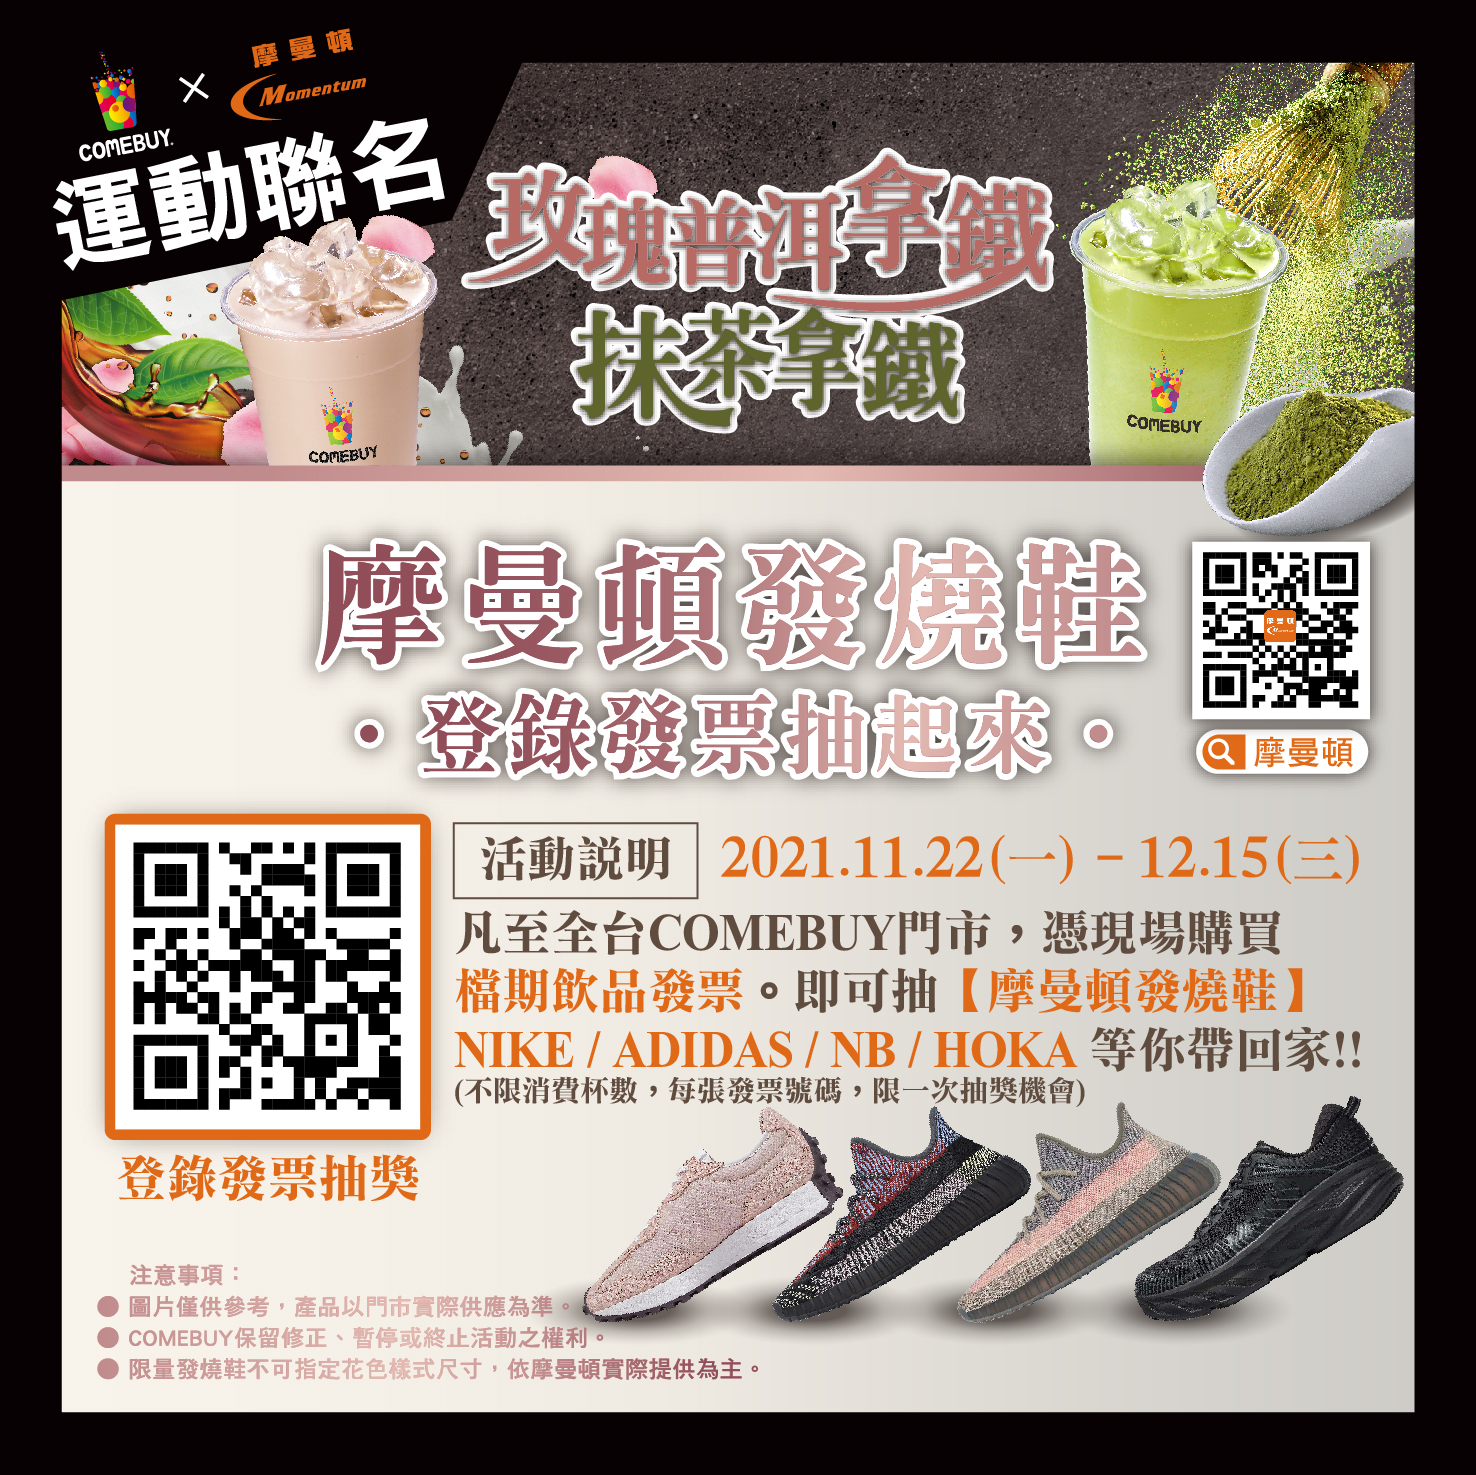 摩曼頓
Momentum
COMEBUY.
×
運動聯名
玫瑰普洱拿鐵
抹茶拿鐵
COMEBUY
COMEBUY
摩曼頓發燒鞋
•登錄發票抽起來•
摩曼頓
摩曼頓
活動説明 2021.11.22(一) – 12.15(三)
凡至全台COMEBUY門市，憑現場購買
檔期飲品發票。即可抽【摩曼頓發燒鞋】
NIKE / ADIDAS / NB / HOKA 等你帶回家!!
(不限消費杯數，每張發票號碼，限一次抽獎機會)
登錄發票抽獎
注意事項：
● 圖片僅供參考，產品以門市實際供應為準。
● COMEBUY保留修正、暫停或終止活動之權利。
● 限量發燒鞋不可指定花色樣式尺寸，依摩曼頓實際提供為主。